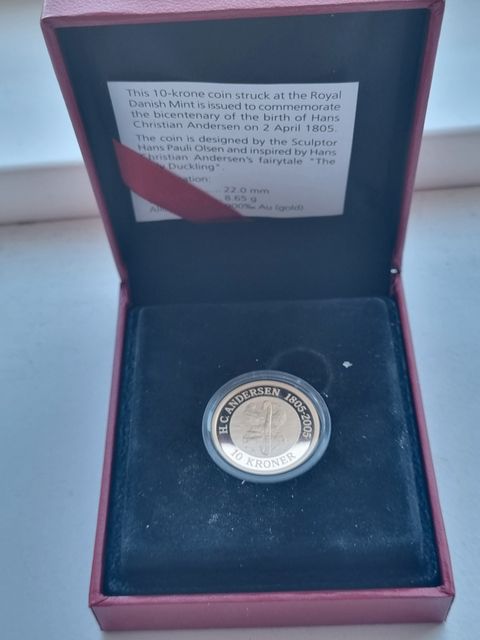 This 10-krone coin struck at the Royal
Danish Mint is issued to commemorate
the bicentenary of the birth of Hans
Christian Andersen on 2 April 1805.
The coin is designed by the Sculptor
Hans Pauli Olsen and inspired by Hans
Christian Andersen's fairytale "The
Duckling".
..... 22.0 mm
..... 8.65 g
Au (gold)
H.C. ANDERSEN 1805-2005
10 KRONER